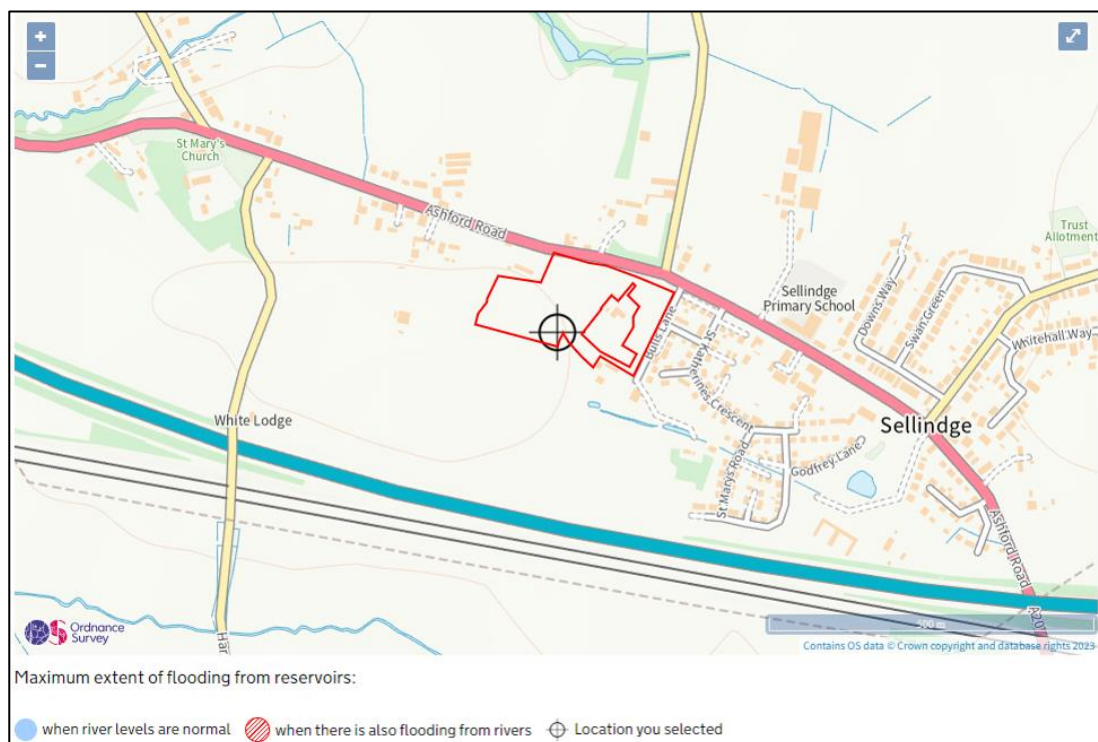 +
−
St Mary's
Church
Ashford Road
Trust
Allotment
Sellindge
Primary School
Downs Way
Swan Green
Whitehall Way
Bulls Lane
St Katherines Crescent
White Lodge
Sellindge
St Marys Road
Godfrey Lane
Ashford Road
A20
Har
500 m
Ordnance
Survey
Contains OS data © Crown copyright and database rights 2023
Maximum extent of flooding from reservoirs:
when river levels are normal when there is also flooding from rivers Location you selected